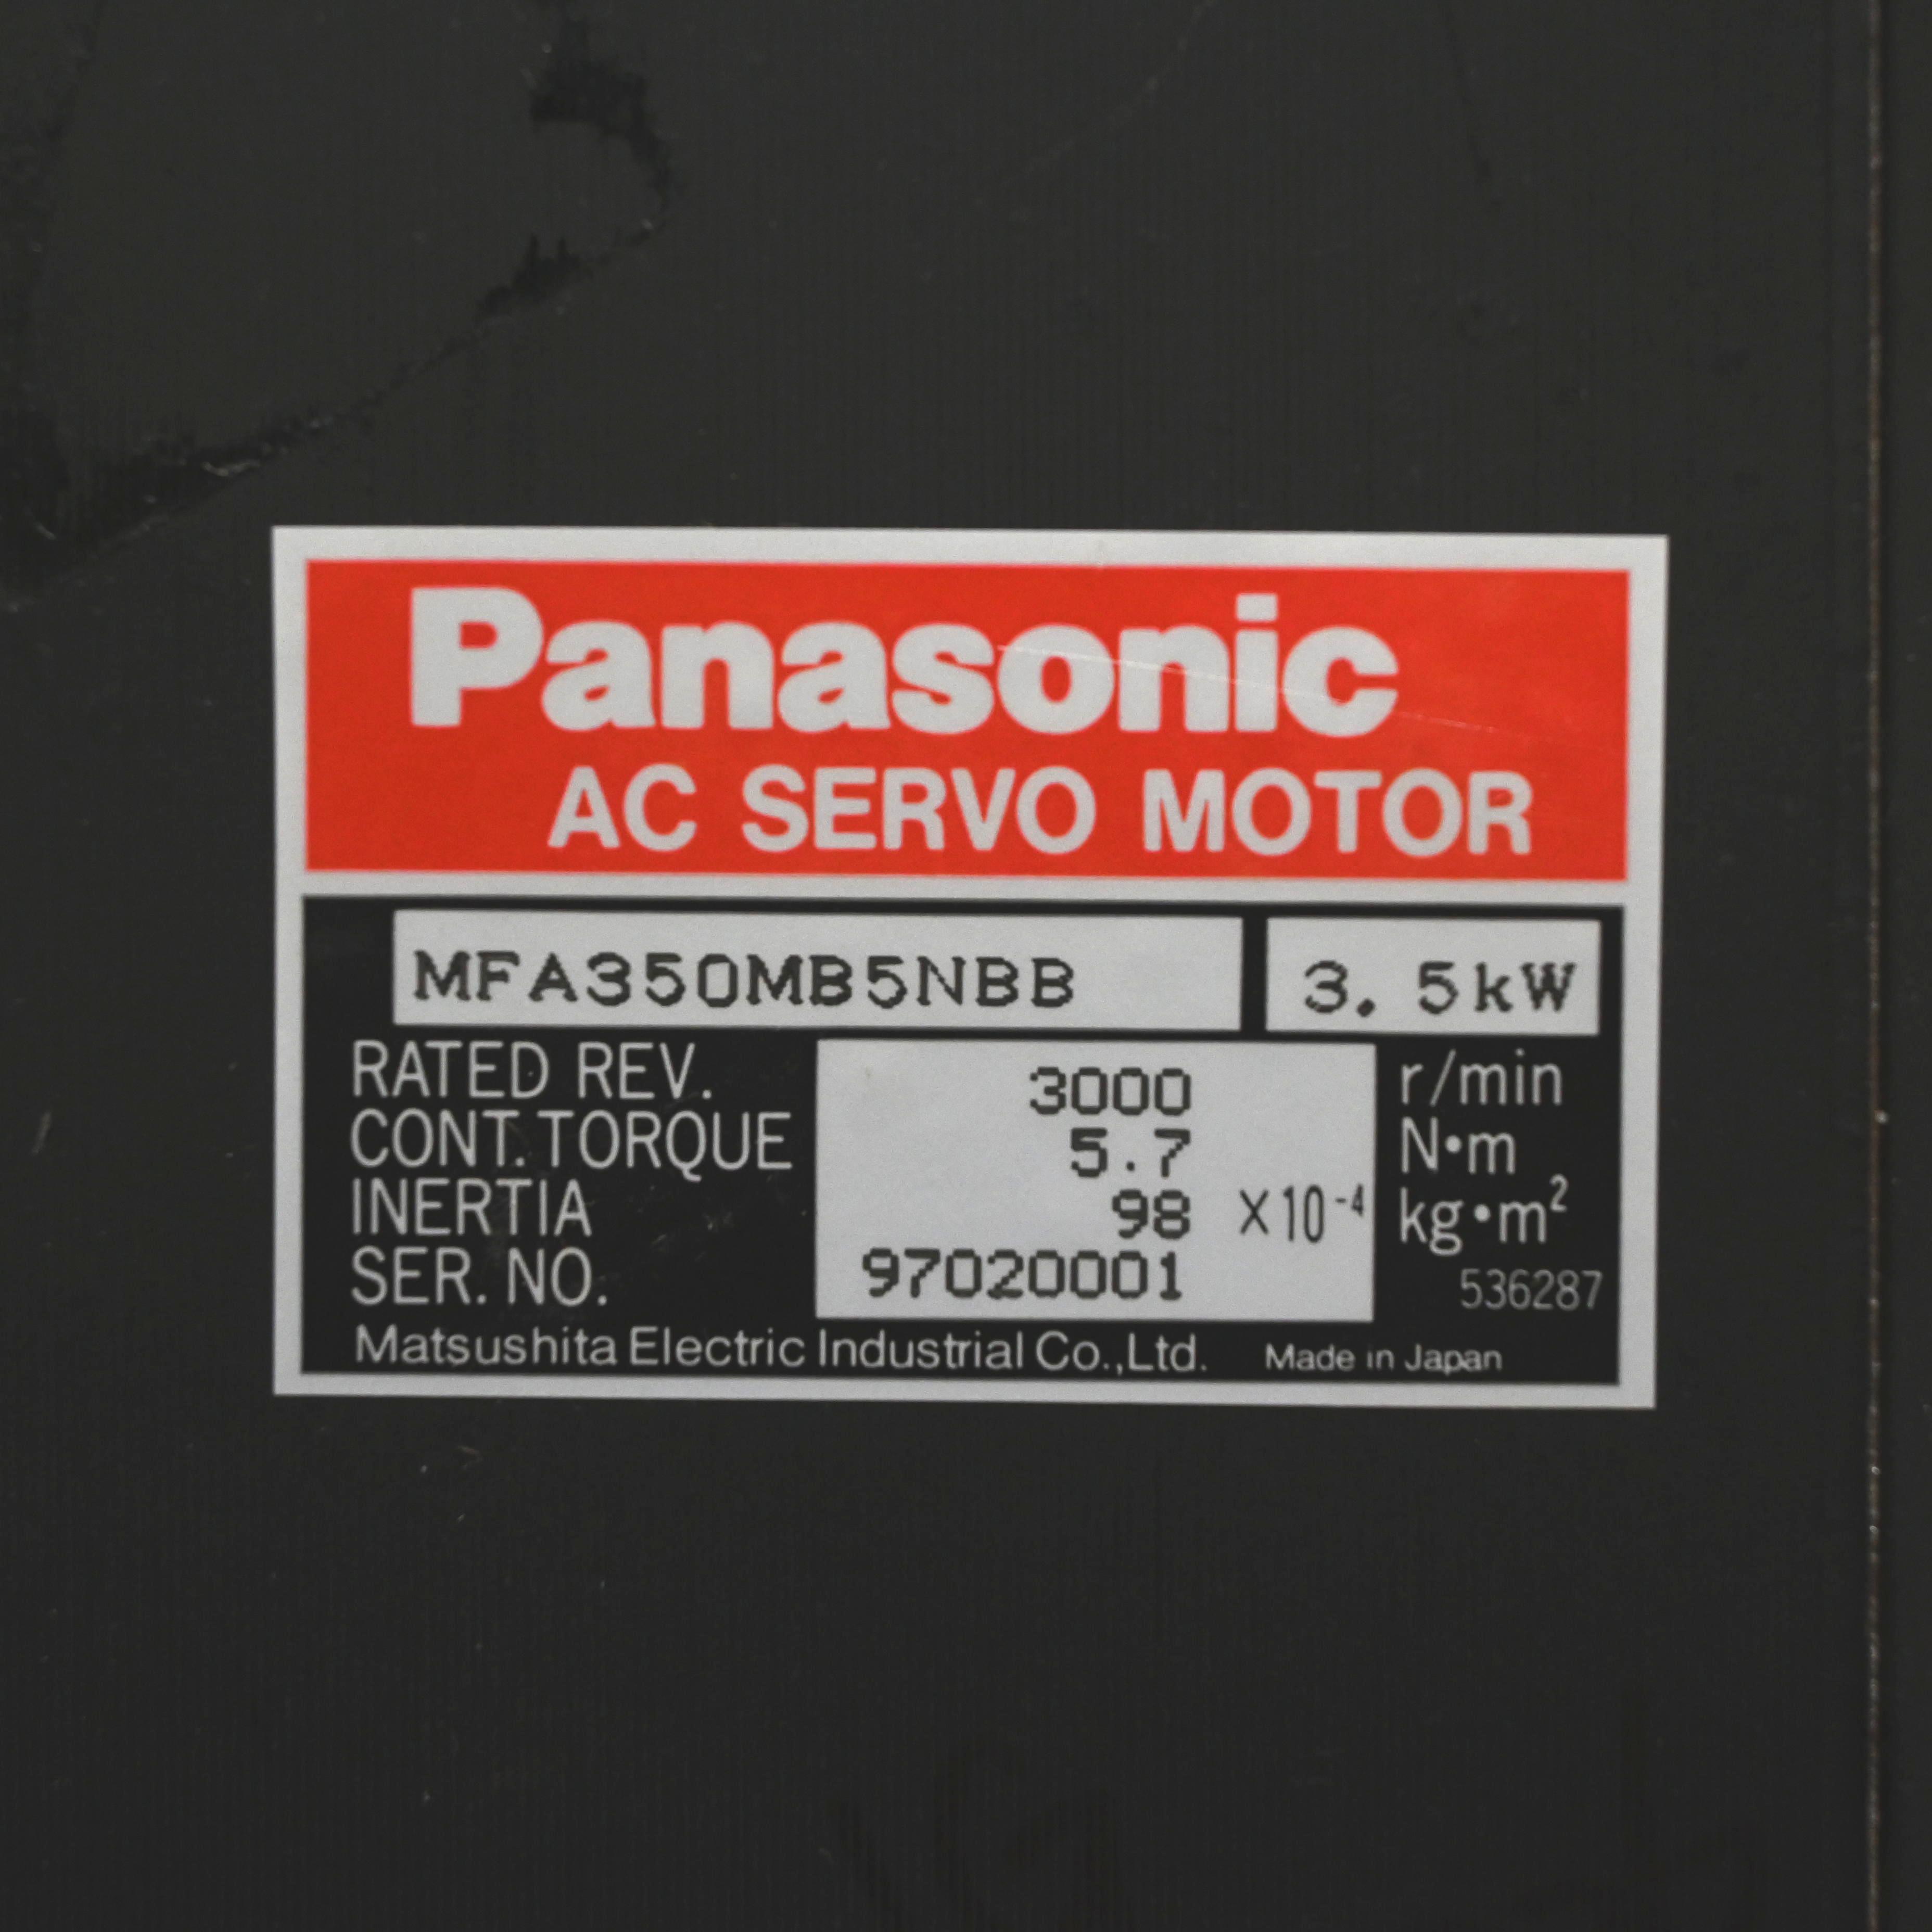 Panasonic
AC SERVO MOTOR
MFA350MB5NBB 3.5kW
RATED REV. 3000 r/min
CONT.TORQUE 5.7 N•m
INERTIA 98 ×10⁻⁴ kg•m²
SER. NO. 97020001 536287
Matsushita Electric Industrial Co.,Ltd. Made in Japan